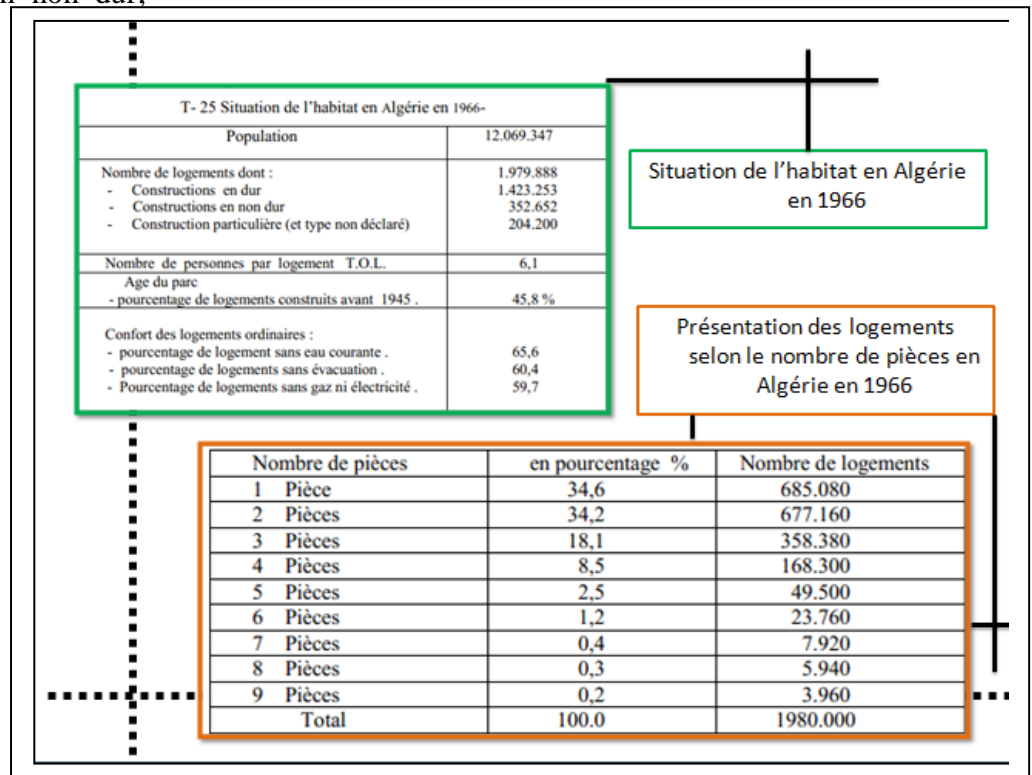 T- 25 Situation de l'habitat en Algérie en 1966-
Population 12.069.347
Nombre de logements dont : 1.979.888
- Constructions en dur 1.423.253
- Constructions en non dur 352.652
- Construction particulière (et type non déclaré) 204.200
Nombre de personnes par logement T.O.L. 6,1
Age du parc
- pourcentage de logements construits avant 1945 . 45,8 %
Confort des logements ordinaires :
- pourcentage de logement sans eau courante . 65,6
- pourcentage de logements sans évacuation . 60,4
- Pourcentage de logements sans gaz ni électricité . 59,7
Situation de l'habitat en Algérie
en 1966
Présentation des logements
selon le nombre de pièces en
Algérie en 1966
Nombre de pièces en pourcentage % Nombre de logements
1 Pièce 34,6 685.080
2 Pièces 34,2 677.160
3 Pièces 18,1 358.380
4 Pièces 8,5 168.300
5 Pièces 2,5 49.500
6 Pièces 1,2 23.760
7 Pièces 0,4 7.920
8 Pièces 0,3 5.940
9 Pièces 0,2 3.960
Total 100.0 1980.000